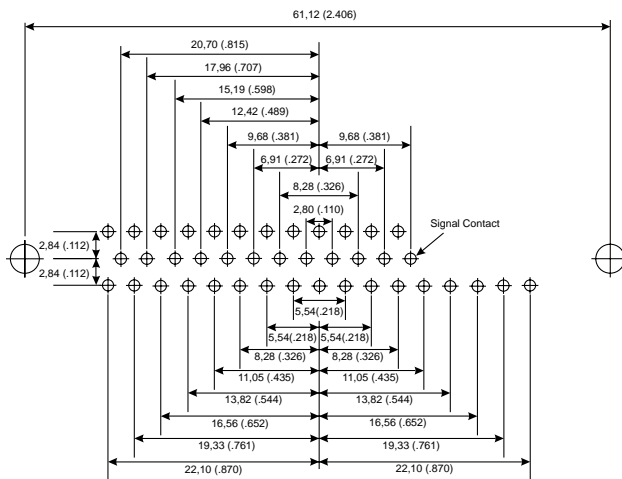 61,12 (2.406)
20,70 (.815)
17,96 (.707)
15,19 (.598)
12,42 (.489)
9,68 (.381) 9,68 (.381)
6,91 (.272) 6,91 (.272)
8,28 (.326)
2,80 (.110)
Signal Contact
2,84 (.112)
2,84 (.112)
5,54(.218)
5,54(.218) 5,54(.218)
8,28 (.326) 8,28 (.326)
11,05 (.435) 11,05 (.435)
13,82 (.544) 13,82 (.544)
16,56 (.652) 16,56 (.652)
19,33 (.761) 19,33 (.761)
22,10 (.870) 22,10 (.870)